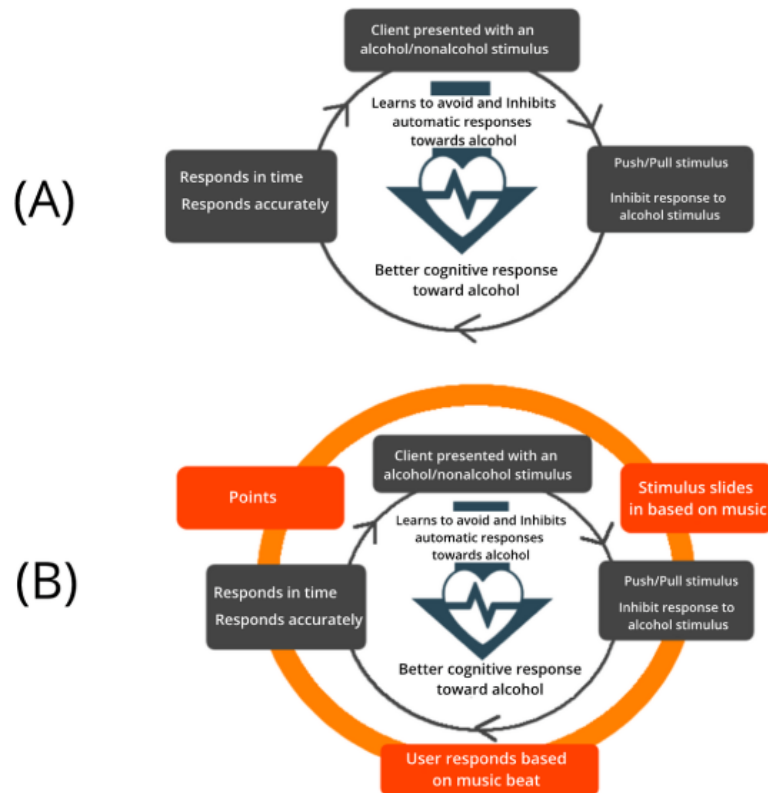 (A)
Client presented with an
alcohol/nonalcohol stimulus
Learns to avoid and Inhibits
automatic responses
towards alcohol
Push/Pull stimulus
Inhibit response to
alcohol stimulus
Responds in time
Responds accurately
Better cognitive response
toward alcohol
(B)
Client presented with an
alcohol/nonalcohol stimulus
Points
Stimulus slides
in based on music
Learns to avoid and Inhibits
automatic responses
towards alcohol
Push/Pull stimulus
Inhibit response to
alcohol stimulus
Responds in time
Responds accurately
Better cognitive response
toward alcohol
User responds based
on music beat